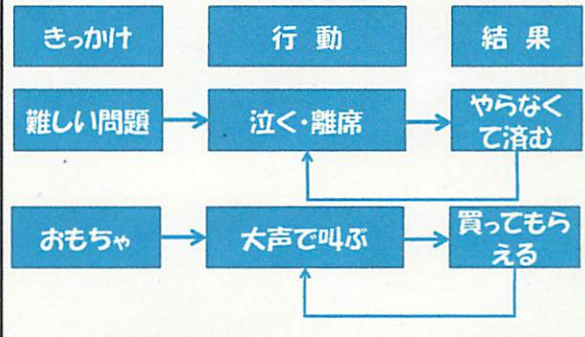 きっかけ
行動
結果
難しい問題
泣く・離席
やらなく
て済む
おもちゃ
大声で叫ぶ
買ってもら
える